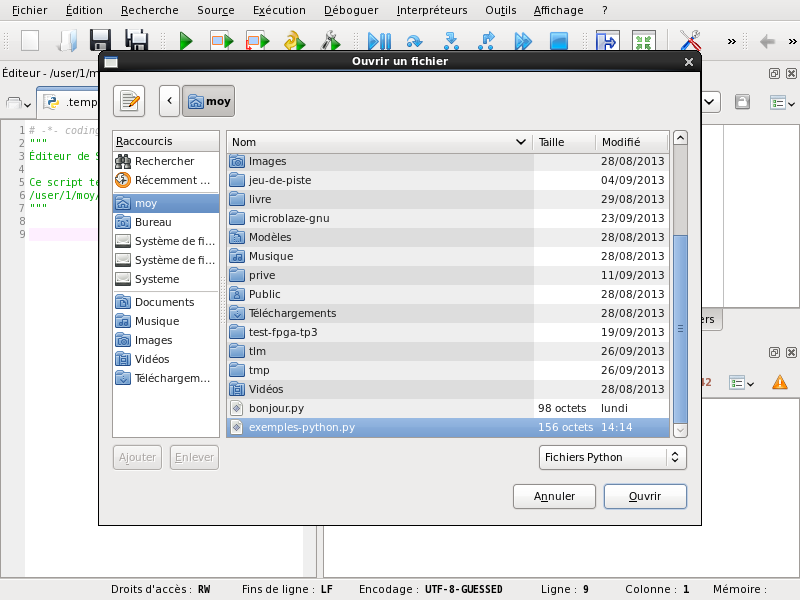 Fichier Édition Recherche Source Exécution Déboguer Interpréteurs Outils Affichage ?
Éditeur - /user/1/m
Ouvrir un fichier
.temp
moy
1 # -*- coding
2 """
3 Éditeur de S
4
5 Ce script te
6 /user/1/moy/
7 """
8
9
Raccourcis
Rechercher
Récemment ...
moy
Bureau
Système de fi...
Système de fi...
Systeme
Documents
Musique
Images
Vidéos
Téléchargem...
Nom Taille Modifié
Images 28/08/2013
jeu-de-piste 04/09/2013
livre 29/08/2013
microblaze-gnu 23/09/2013
Modèles 28/08/2013
Musique 28/08/2013
prive 11/09/2013
Public 28/08/2013
Téléchargements 28/08/2013
test-fpga-tp3 19/09/2013
tlm 26/09/2013
tmp 26/09/2013
Vidéos 28/08/2013
bonjour.py 98 octets lundi
exemples-python.py 156 octets 14:14
ers
42
Ajouter Enlever Fichiers Python
Annuler Ouvrir
Droits d'accès : RW Fins de ligne : LF Encodage : UTF-8-GUESSED Ligne : 9 Colonne : 1 Mémoire :